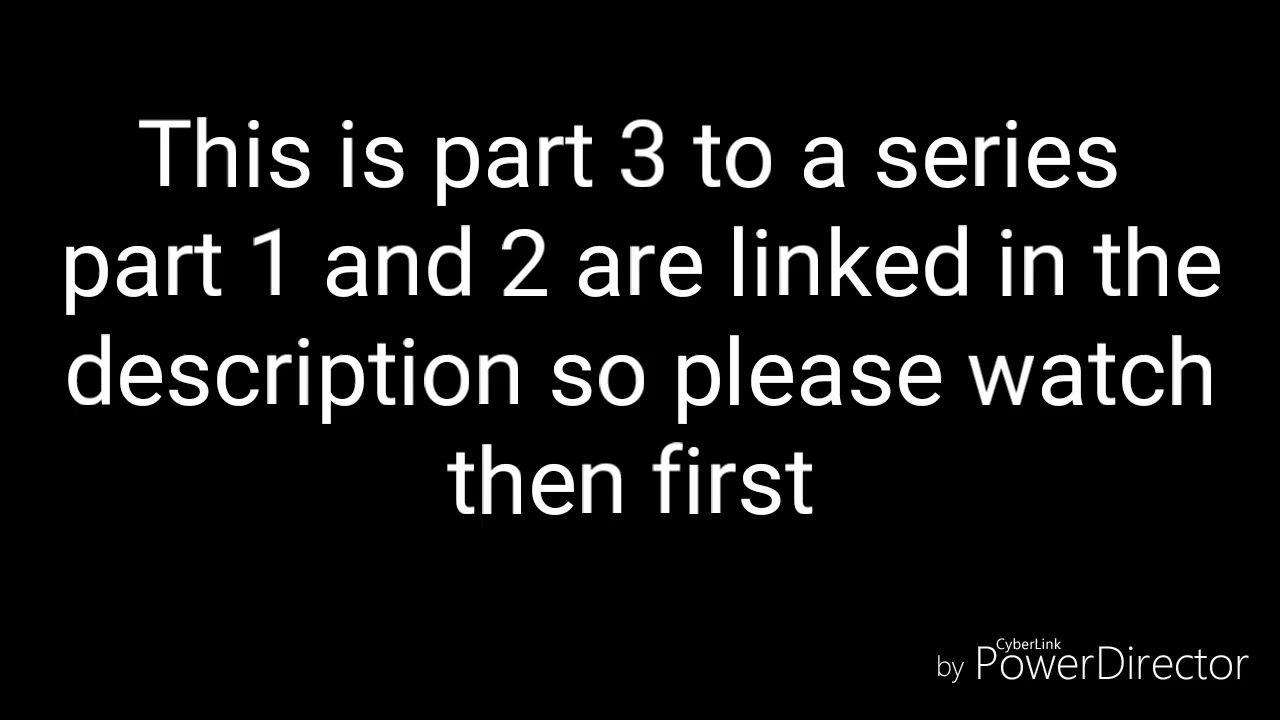 This is part 3 to a series
part 1 and 2 are linked in the
description so please watch
then first
CyberLink
by PowerDirector